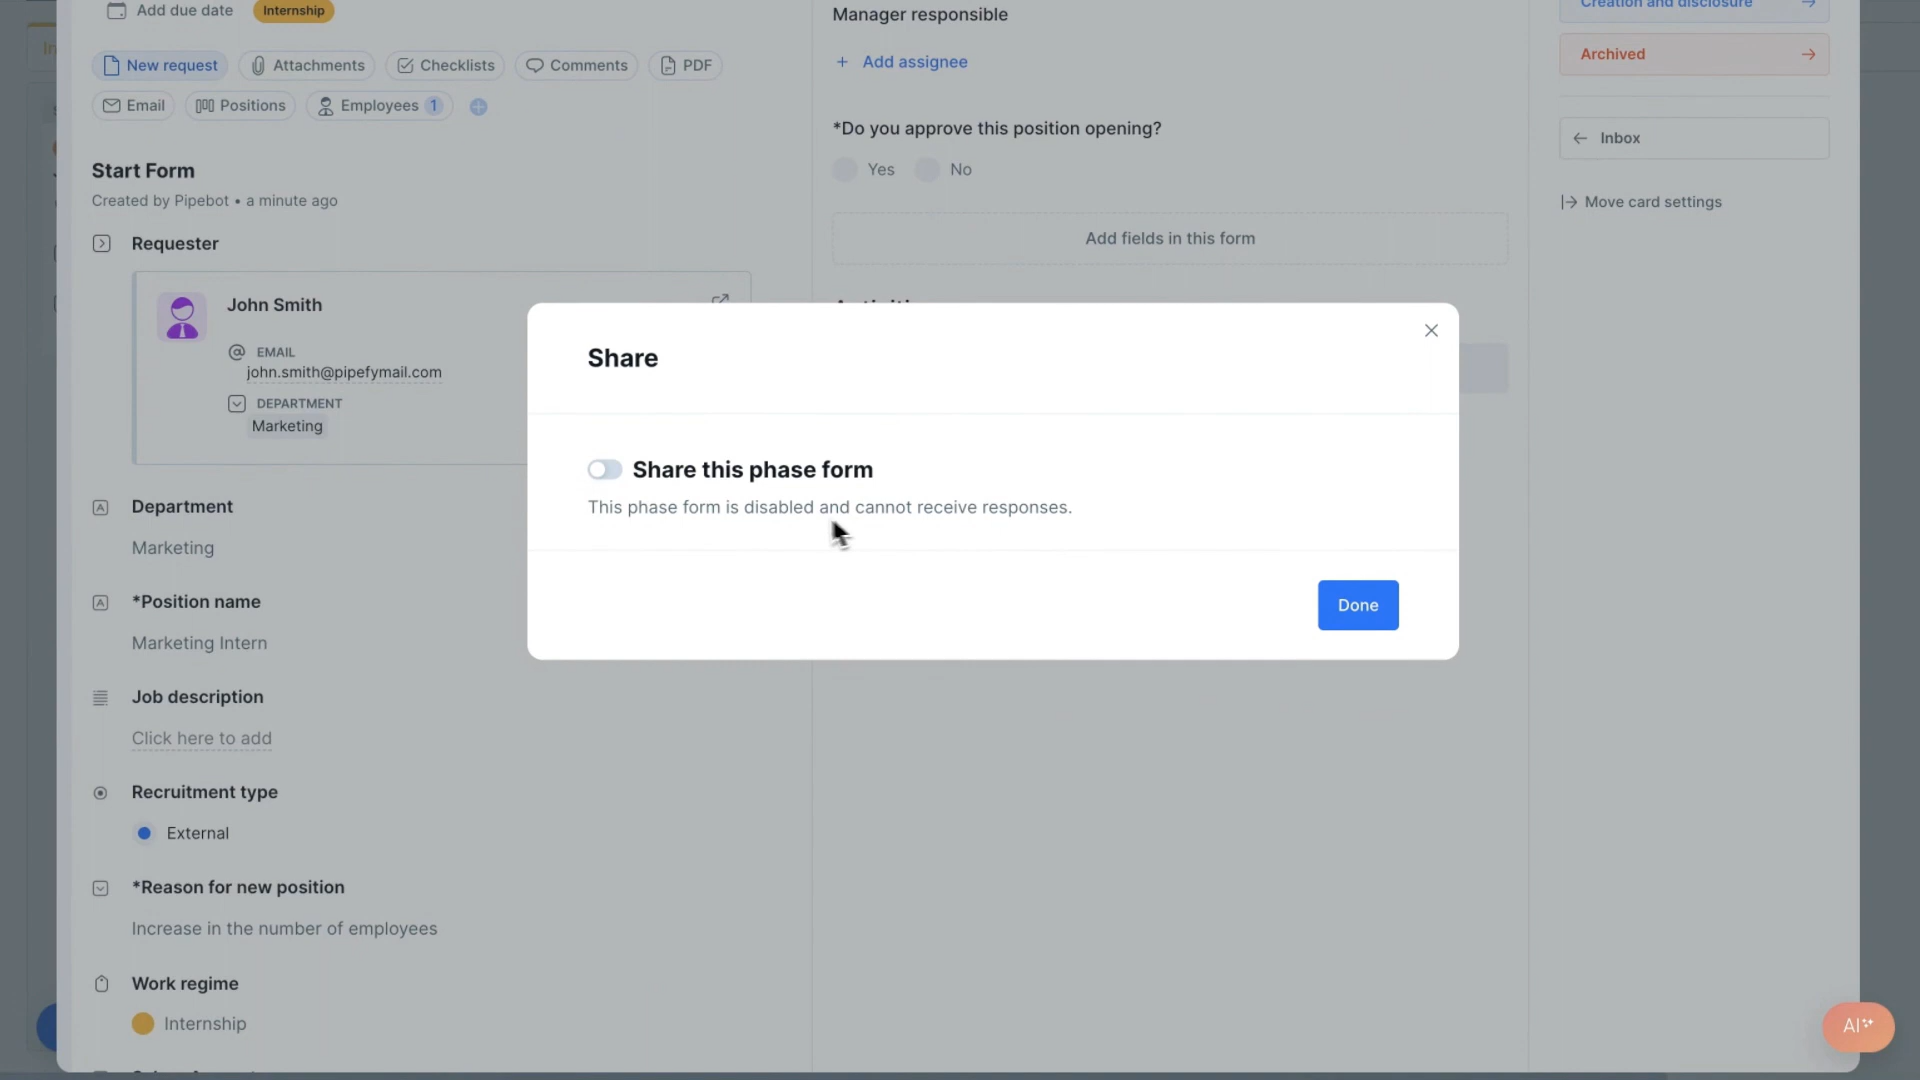 Add due date
Internship
New request
Attachments
Checklists
Comments
PDF
Email
Positions
Employees 1
Start Form
Created by Pipebot • a minute ago
Requester
John Smith
EMAIL
john.smith@pipefymail.com
DEPARTMENT
Marketing
Department
Marketing
*Position name
Marketing Intern
Job description
Click here to add
Recruitment type
External
*Reason for new position
Increase in the number of employees
Work regime
Internship
Manager responsible
+ Add assignee
*Do you approve this position opening?
Yes
No
Add fields in this form
Share
Share this phase form
This phase form is disabled and cannot receive responses.
Done
Creation and disclosure
Archived
Inbox
Move card settings
AI